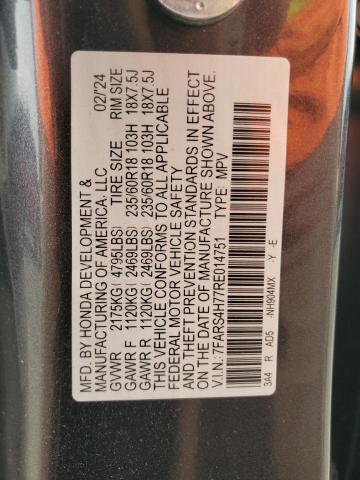 MFD. BY HONDA DEVELOPMENT &
MANUFACTURING OF AMERICA, LLC 02/'24
GVWR 2175KG ( 4795LBS) TIRE SIZE RIM SIZE
GAWR F 1120KG ( 2469LBS) 235/60R18 103H 18X7.5J
GAWR R 1120KG ( 2469LBS) 235/60R18 103H 18X7.5J
THIS VEHICLE CONFORMS TO ALL APPLICABLE
FEDERAL MOTOR VEHICLE SAFETY
AND THEFT PREVENTION STANDARDS IN EFFECT
ON THE DATE OF MANUFACTURE SHOWN ABOVE.
V.I.N.: 7FARS4H77RE014751 TYPE: MPV
3A4 R AD5 -NH904MX -Y -E